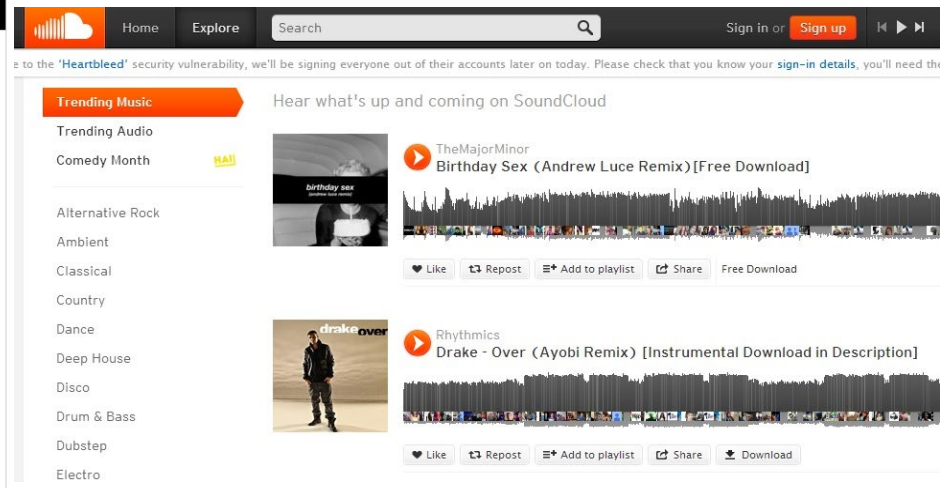 Home
Explore
Search
Sign in or Sign up
e to the 'Heartbleed' security vulnerability, we'll be signing everyone out of their accounts later on today. Please check that you know your sign-in details, you'll need the
Trending Music
Trending Audio
Comedy Month
HA!!
Alternative Rock
Ambient
Classical
Country
Dance
Deep House
Disco
Drum & Bass
Dubstep
Electro
Hear what's up and coming on SoundCloud
birthday sex
(andrew luce remix)
TheMajorMinor
Birthday Sex (Andrew Luce Remix)[Free Download]
Like Repost Add to playlist Share Free Download
drake over
Rhythmics
Drake - Over (Ayobi Remix) [Instrumental Download in Description]
Like Repost Add to playlist Share Download